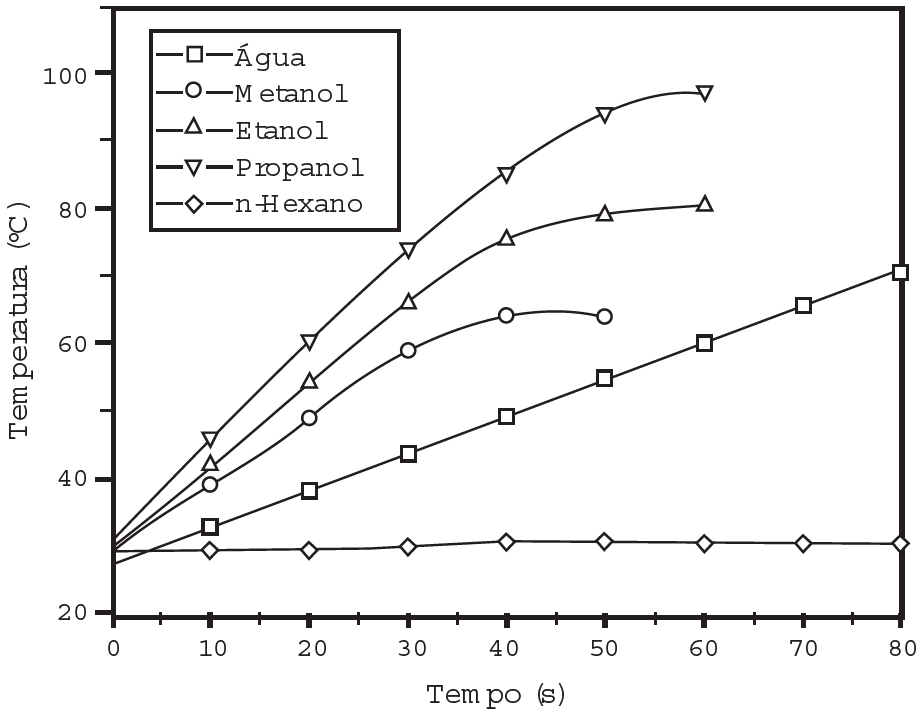 100
80
60
40
20
Temperatura (ºC)
Água
Metanol
Etanol
Propanol
n-Hexano
0 10 20 30 40 50 60 70 80
Tempo (s)